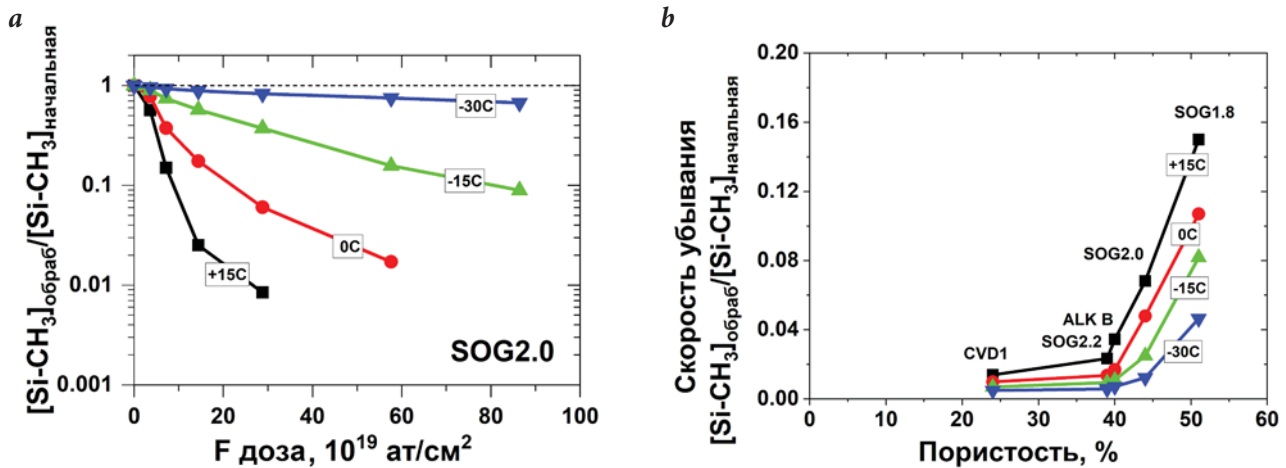 a
[Si-CH3]обраб/[Si-CH3]начальная
1
0.1
0.01
0.001
0
20
40
60
80
100
-30C
-15C
0C
+15C
SOG2.0
F доза, 10^19 ат/см^2
b
Скорость убывания
[Si-CH3]обраб/[Si-CH3]начальная
0.20
0.16
0.12
0.08
0.04
0.00
0
10
20
30
40
50
60
SOG1.8
+15C
0C
SOG2.0
-15C
ALK B
SOG2.2
-30C
CVD1
Пористость, %